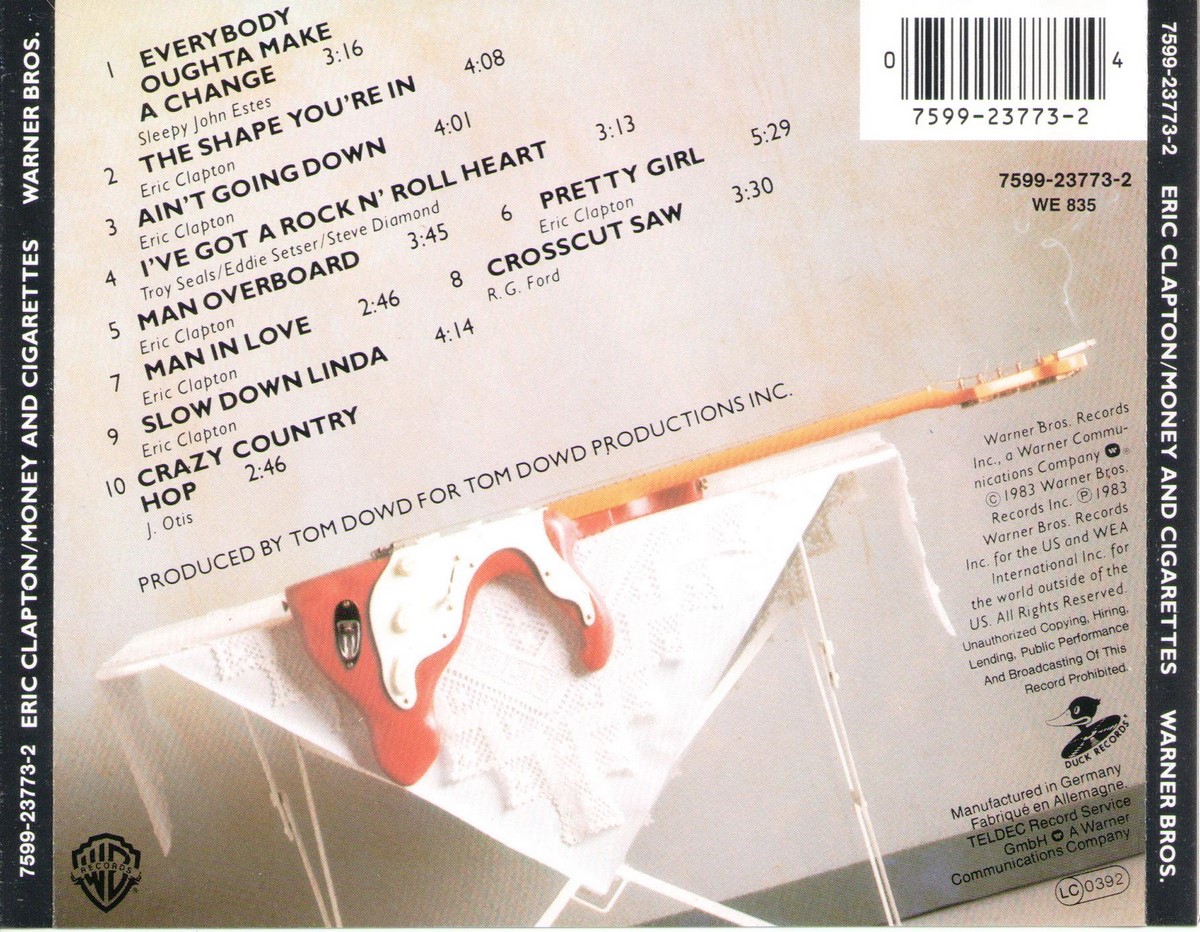 7599-23773-2 ERIC CLAPTON/MONEY AND CIGARETTES WARNER BROS.
1 EVERYBODY
OUGHTA MAKE
A CHANGE 3:16
Sleepy John Estes
2 THE SHAPE YOU'RE IN 4:08
Eric Clapton
3 AIN'T GOING DOWN 4:01
Eric Clapton
4 I'VE GOT A ROCK N' ROLL HEART 3:13
Troy Seals/Eddie Setser/Steve Diamond
5 MAN OVERBOARD 3:45
Eric Clapton
6 PRETTY GIRL 5:29
Eric Clapton
7 MAN IN LOVE 2:46
Eric Clapton
8 CROSSCUT SAW 3:30
R.G. Ford
9 SLOW DOWN LINDA 4:14
Eric Clapton
10 CRAZY COUNTRY
HOP 2:46
J. Otis
PRODUCED BY TOM DOWD FOR TOM DOWD PRODUCTIONS INC.
0 4
7599-23773-2
7599-23773-2
WE 835
Warner Bros. Records
Inc., a Warner Commu-
nications Company ®
© 1983 Warner Bros.
Records Inc. ℗ 1983
Warner Bros. Records
Inc. for the US and WEA
International Inc. for
the world outside of the
US. All Rights Reserved.
Unauthorized Copying, Hiring,
Lending, Public Performance
And Broadcasting Of This
Record Prohibited.
DUCK RECORDS
Manufactured in Germany
Fabriqué en Allemagne.
TELDEC Record Service
GmbH A Warner
Communications Company
LC 0392
WB
RECORDS
7599-23773-2 ERIC CLAPTON/MONEY AND CIGARETTES WARNER BROS.